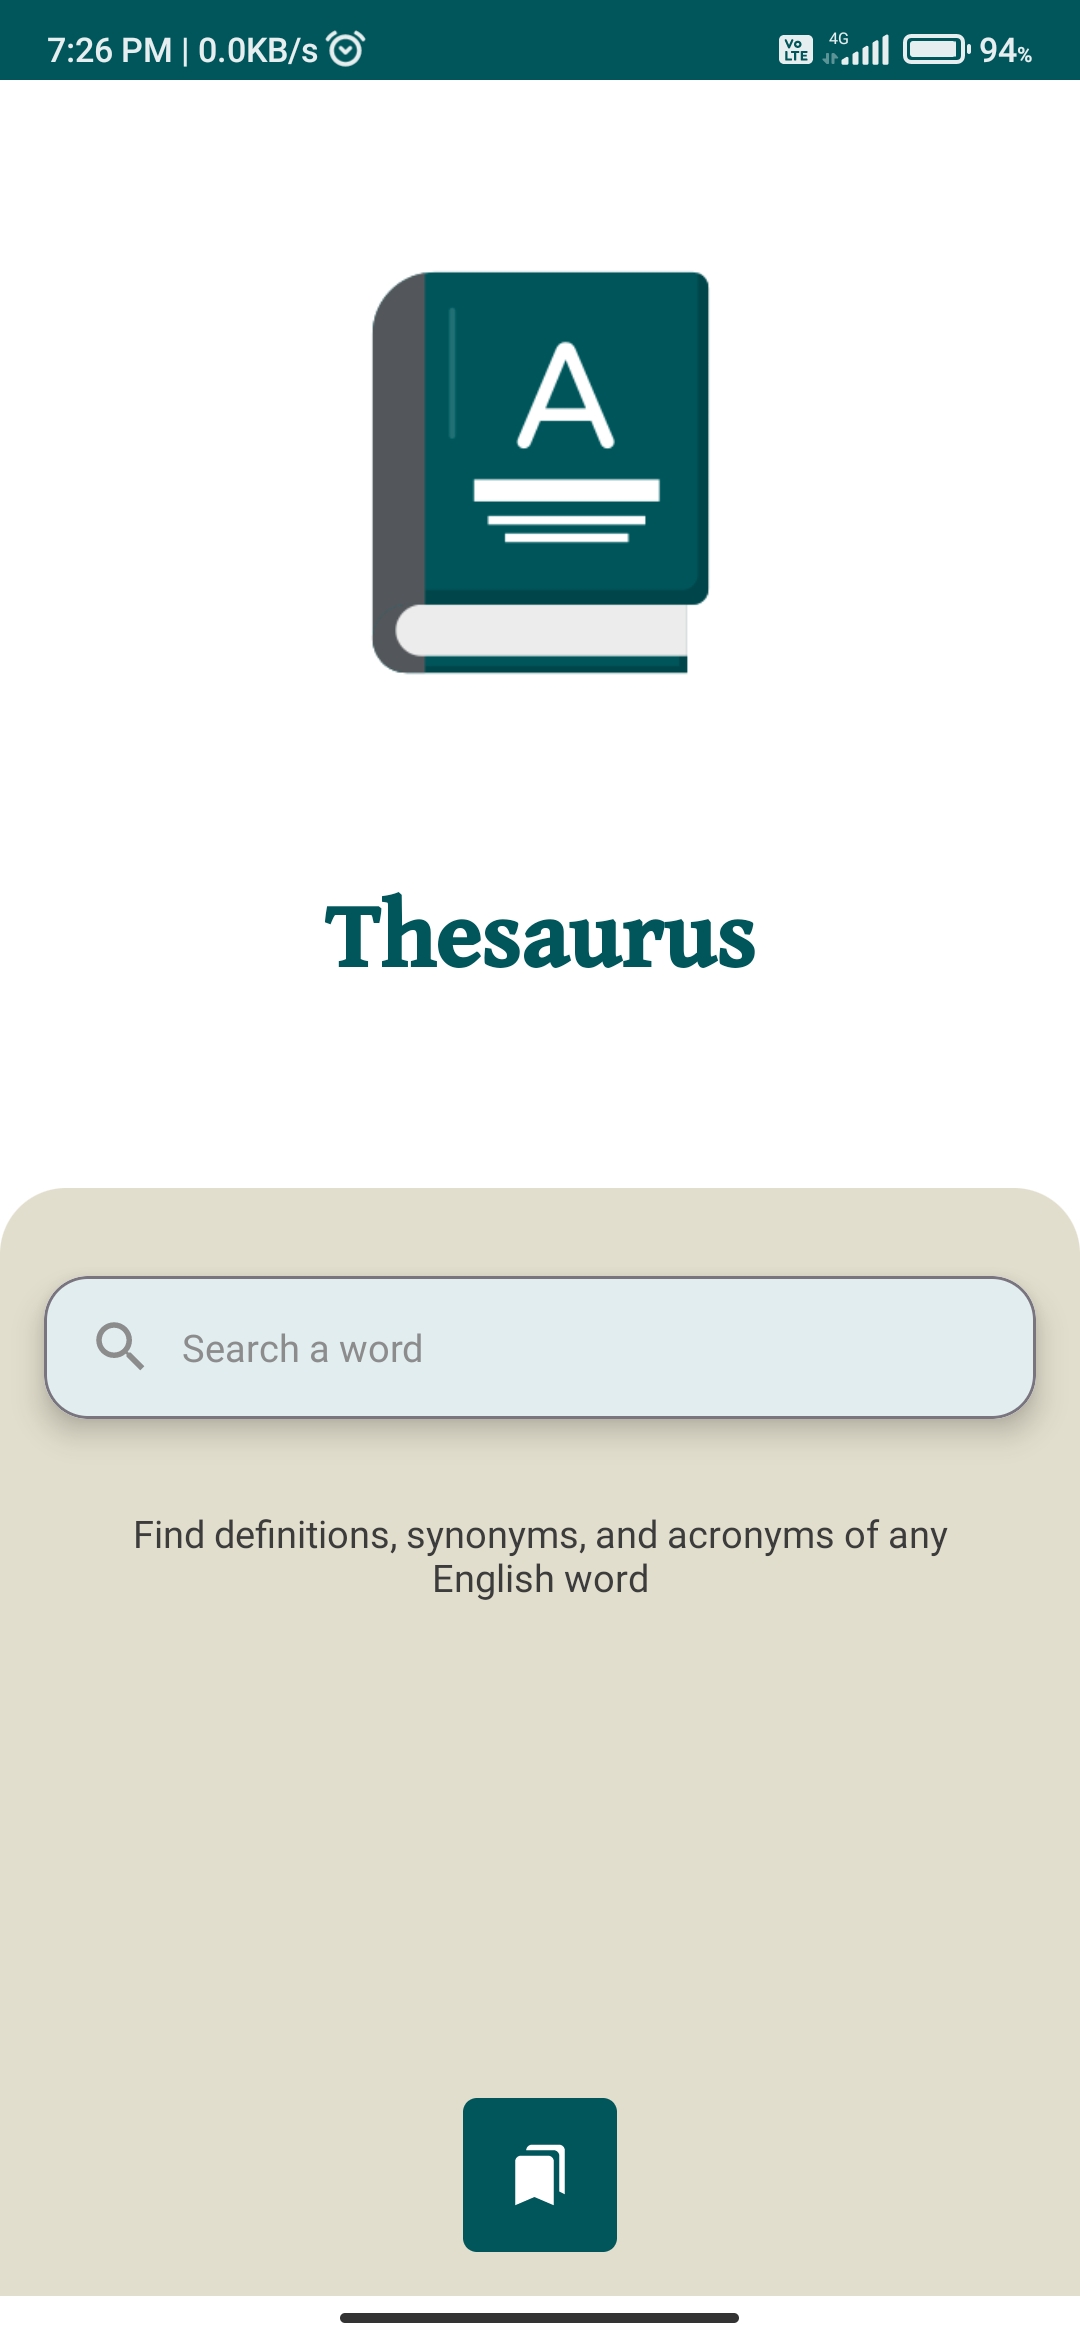 7:26 PM | 0.0KB/s Vo LTE 4G 94%
A
Thesaurus
Search a word
Find definitions, synonyms, and acronyms of any
English word